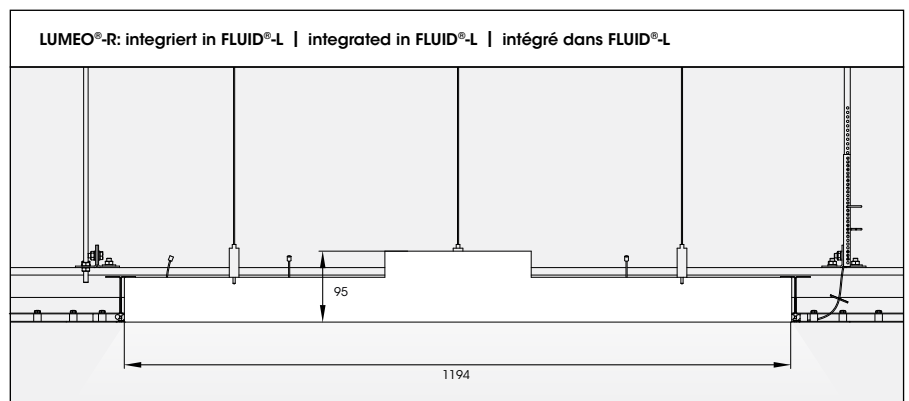 LUMEO®-R: integriert in FLUID®-L | integrated in FLUID®-L | intégré dans FLUID®-L
95
1194